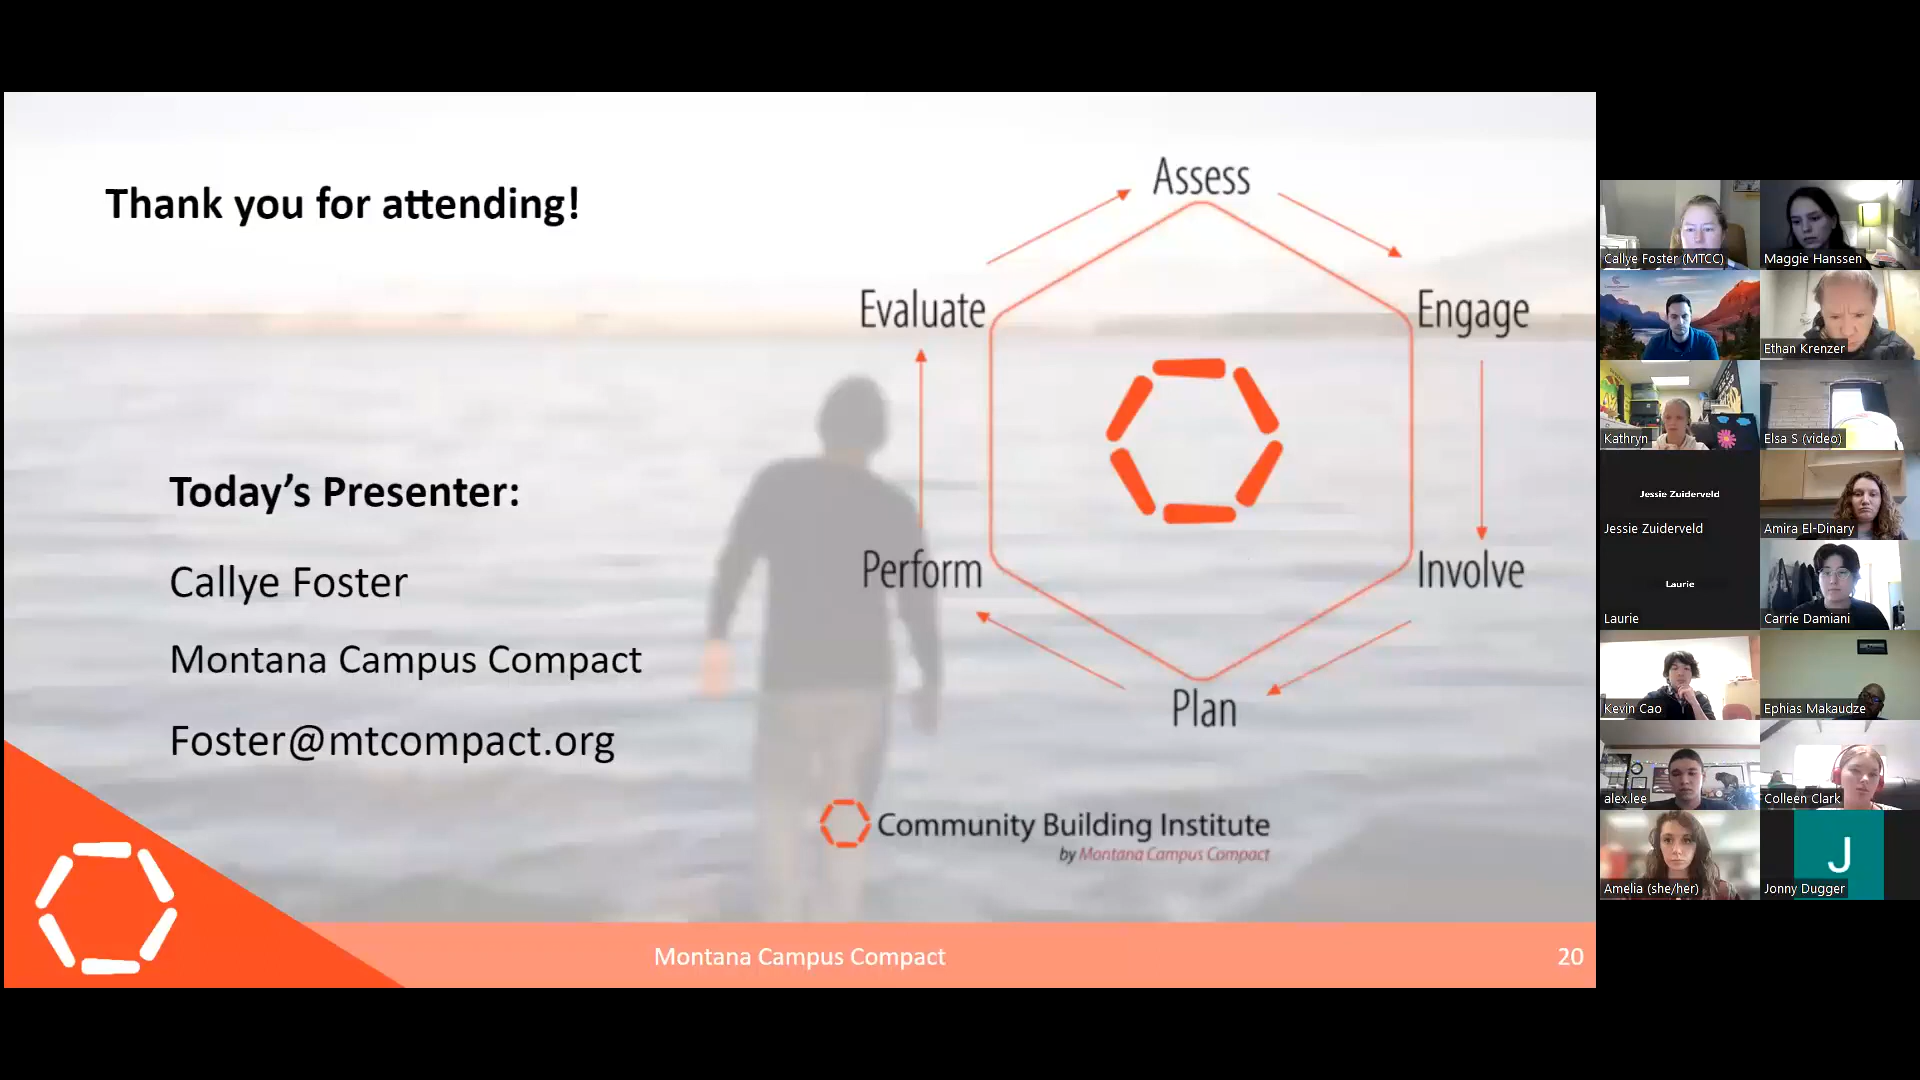 Thank you for attending!
Today’s Presenter:
Callye Foster
Montana Campus Compact
Foster@mtcompact.org
Assess
Engage
Involve
Plan
Perform
Evaluate
Community Building Institute
by Montana Campus Compact
Montana Campus Compact
20
Callye Foster (MTCC)
Maggie Hanssen
Ethan Krenzer
Kathryn
Elsa S (video)
Jessie Zuiderveld
Jessie Zuiderveld
Amira El-Dinary
Laurie
Laurie
Carrie Damiani
Kevin Cao
Ephias Makaudze
alex.lee
Colleen Clark
Amelia (she/her)
J
Jonny Dugger